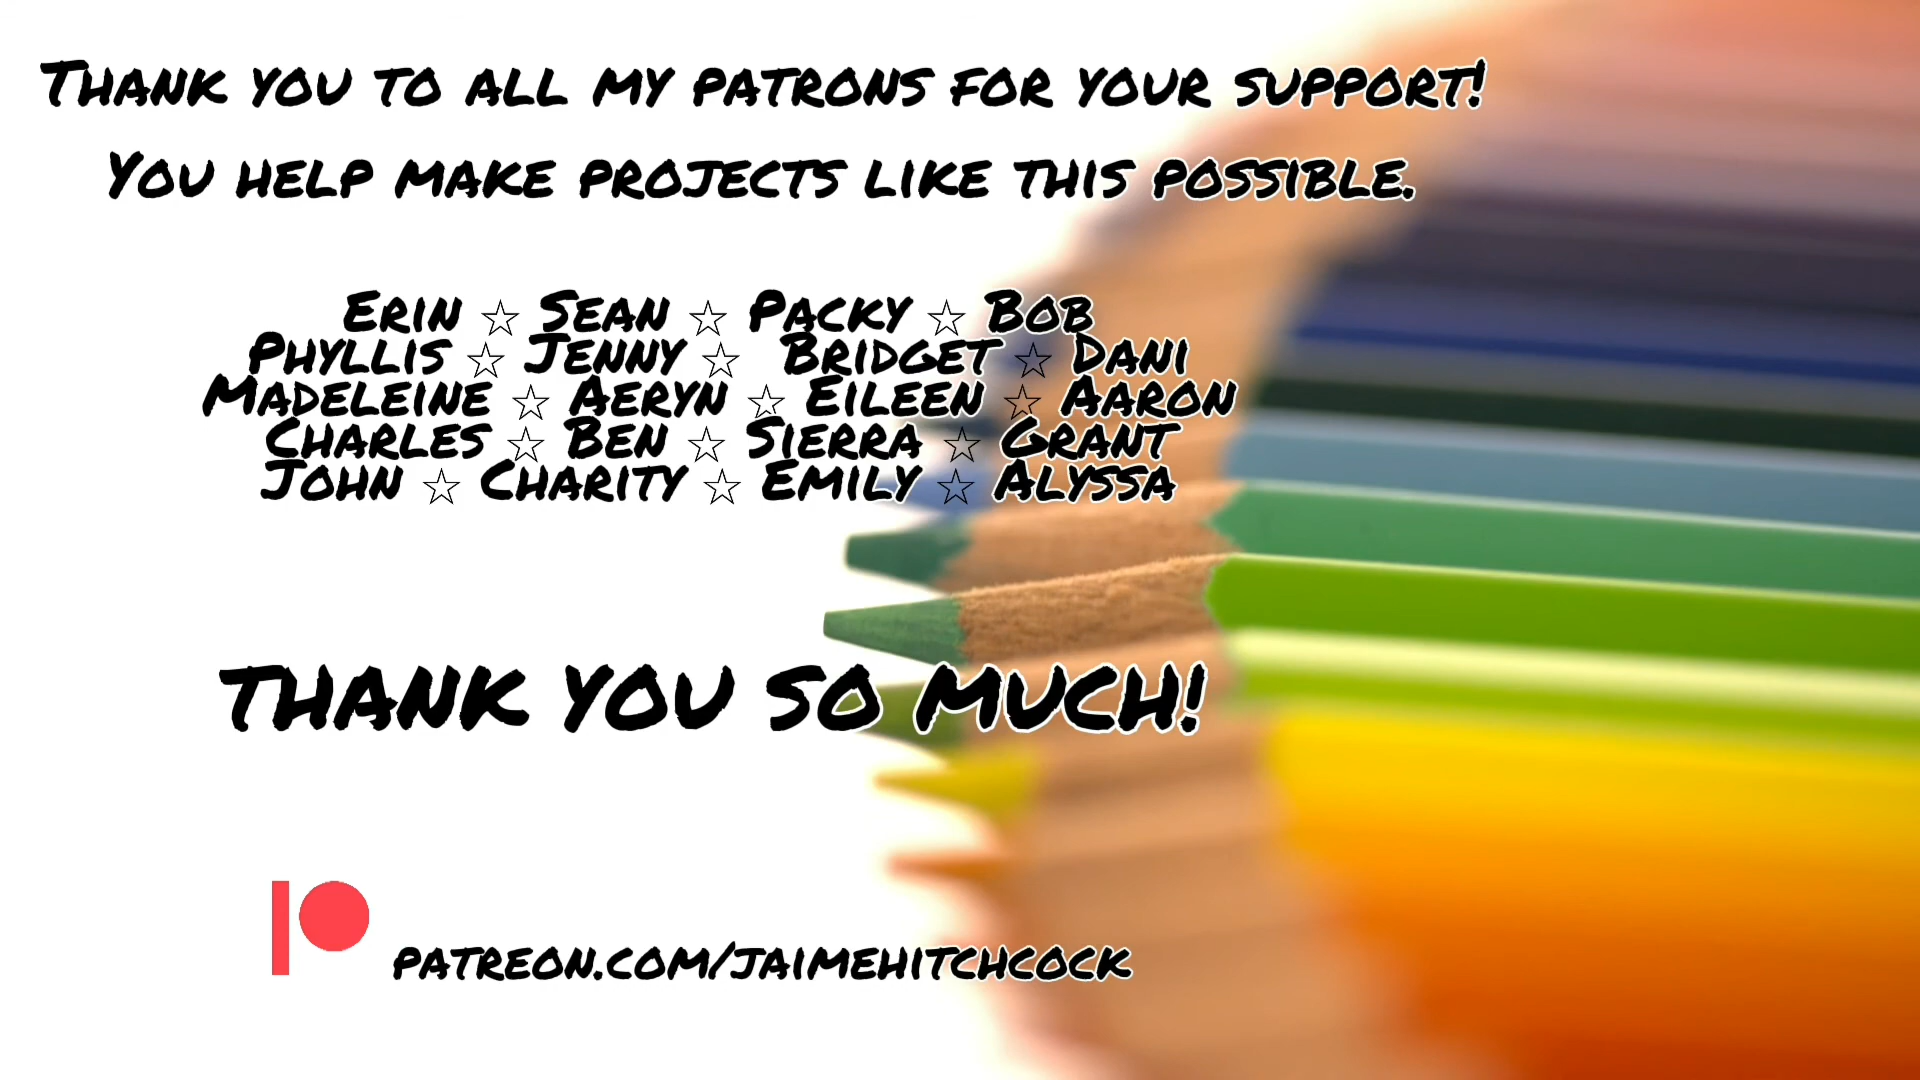 Thank you to all my patrons for your support!
You help make projects like this possible.
Erin ☆ Sean ☆ Packy ☆ Bob
Phyllis ☆ Jenny ☆ Bridget ☆ Dani
Madeleine ☆ Aeryn ☆ Eileen ☆ Aaron
Charles ☆ Ben ☆ Sierra ☆ Grant
John ☆ Charity ☆ Emily ☆ Alyssa
THANK YOU SO MUCH!
patreon.com/jaimehitchcock